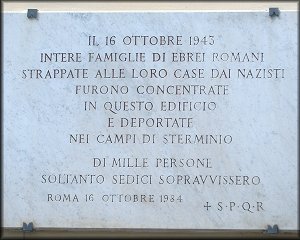 IL 16 OTTOBRE 1943
INTERE FAMIGLIE DI EBREI ROMANI
STRAPPATE ALLE LORO CASE DAI NAZISTI
FURONO CONCENTRATE
IN QUESTO EDIFICIO
E DEPORTATE
NEI CAMPI DI STERMINIO
DI MILLE PERSONE
SOLTANTO SEDICI SOPRAVVISSERO
ROMA 16 OTTOBRE 1984 + S·P·Q·R